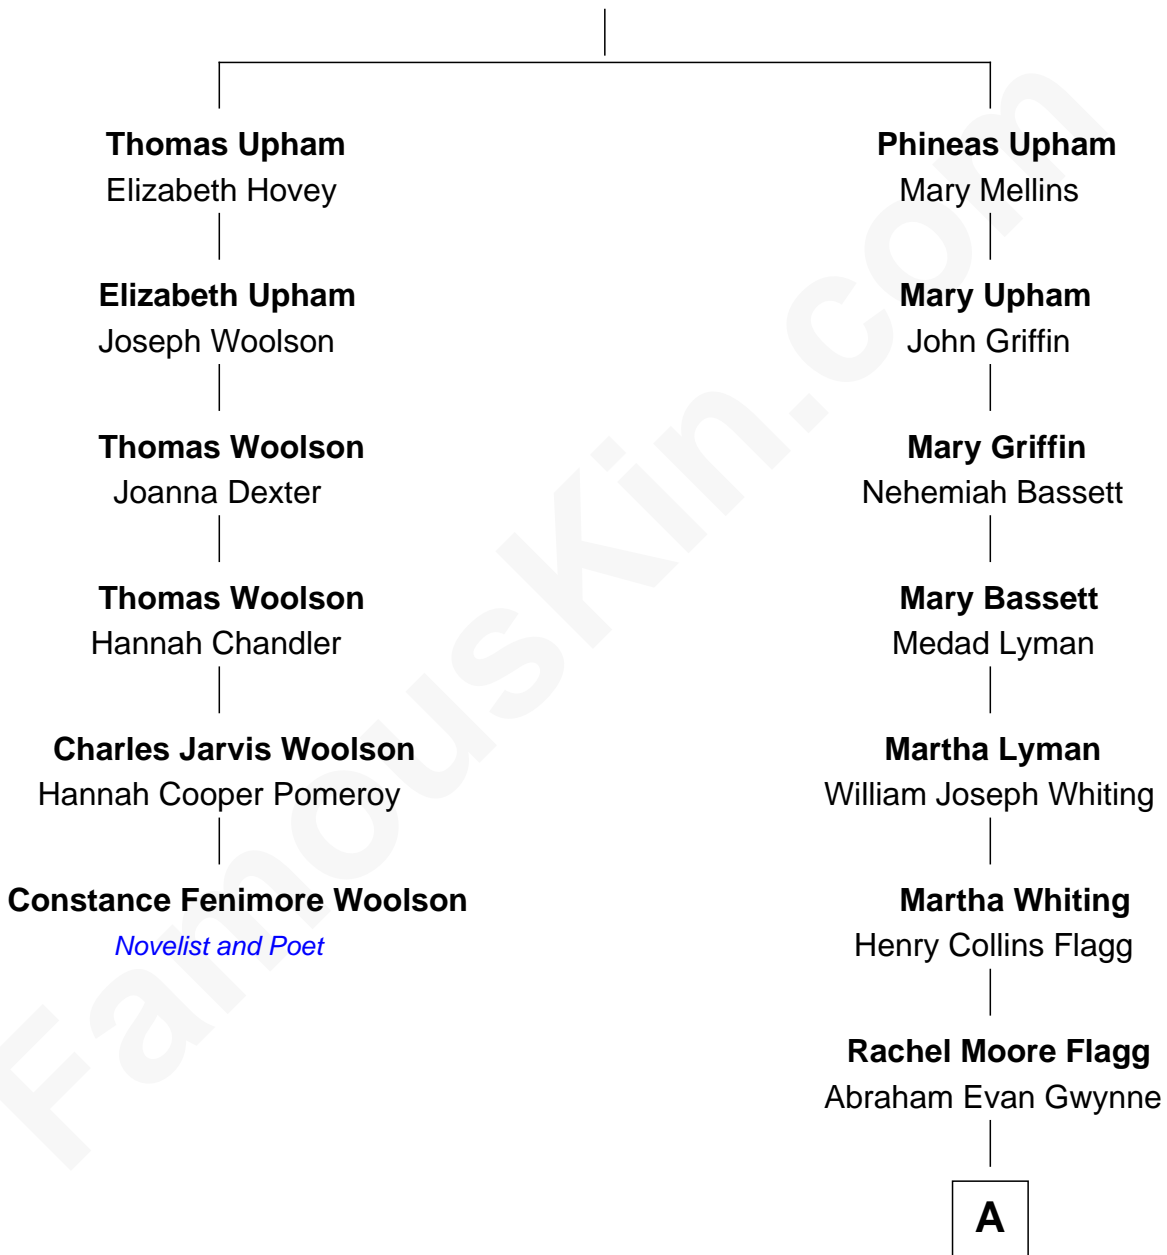 Thomas Upham
Elizabeth Hovey
Elizabeth Upham
Joseph Woolson
Thomas Woolson
Joanna Dexter
Thomas Woolson
Hannah Chandler
Charles Jarvis Woolson
Hannah Cooper Pomeroy
Constance Fenimore Woolson
Novelist and Poet
Phineas Upham
Mary Mellins
Mary Upham
John Griffin
Mary Griffin
Nehemiah Bassett
Mary Bassett
Medad Lyman
Martha Lyman
William Joseph Whiting
Martha Whiting
Henry Collins Flagg
Rachel Moore Flagg
Abraham Evan Gwynne
A
FamousKin.com